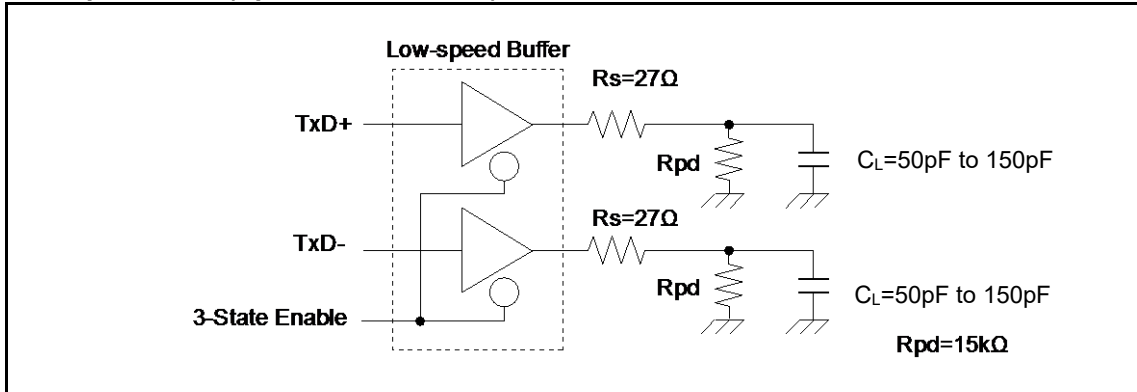 Low-speed Buffer
Rs=27Ω
TxD+
Rpd
CL=50pF to 150pF
Rs=27Ω
TxD-
Rpd
CL=50pF to 150pF
3-State Enable
Rpd=15kΩ